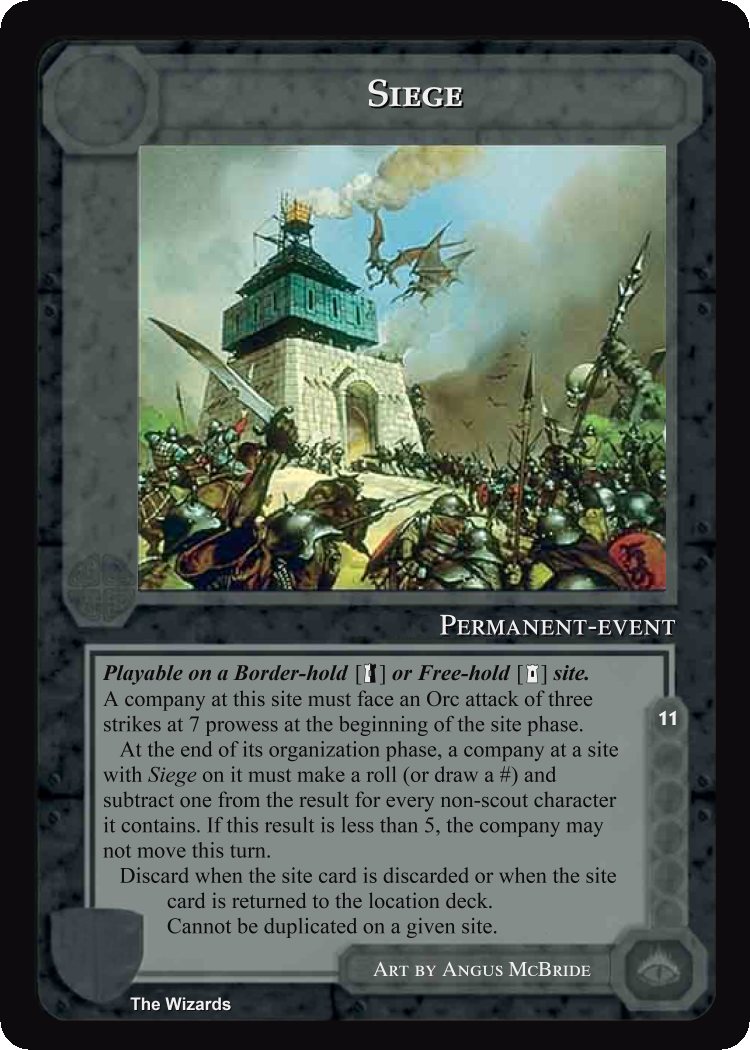 Siege
Permanent-event
Playable on a Border-hold [] or Free-hold [] site.
A company at this site must face an Orc attack of three
strikes at 7 prowess at the beginning of the site phase.
11
At the end of its organization phase, a company at a site
with Siege on it must make a roll (or draw a #) and
subtract one from the result for every non-scout character
it contains. If this result is less than 5, the company may
not move this turn.
Discard when the site card is discarded or when the site
card is returned to the location deck.
Cannot be duplicated on a given site.
Art by Angus McBride
The Wizards